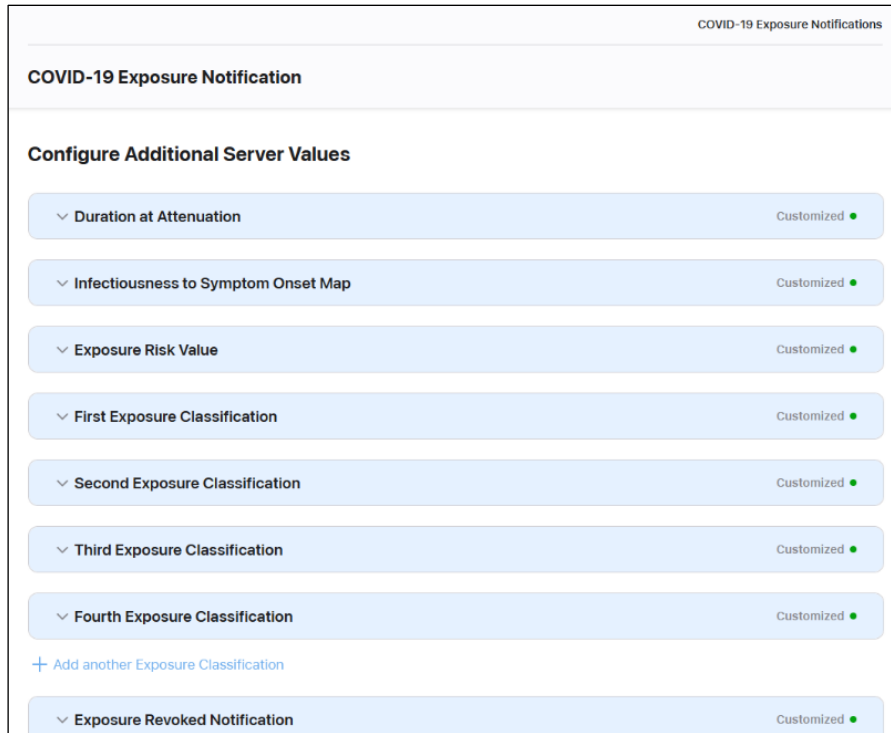 COVID-19 Exposure Notifications
COVID-19 Exposure Notification
Configure Additional Server Values
Duration at Attenuation Customized
Infectiousness to Symptom Onset Map Customized
Exposure Risk Value Customized
First Exposure Classification Customized
Second Exposure Classification Customized
Third Exposure Classification Customized
Fourth Exposure Classification Customized
+ Add another Exposure Classification
Exposure Revoked Notification Customized